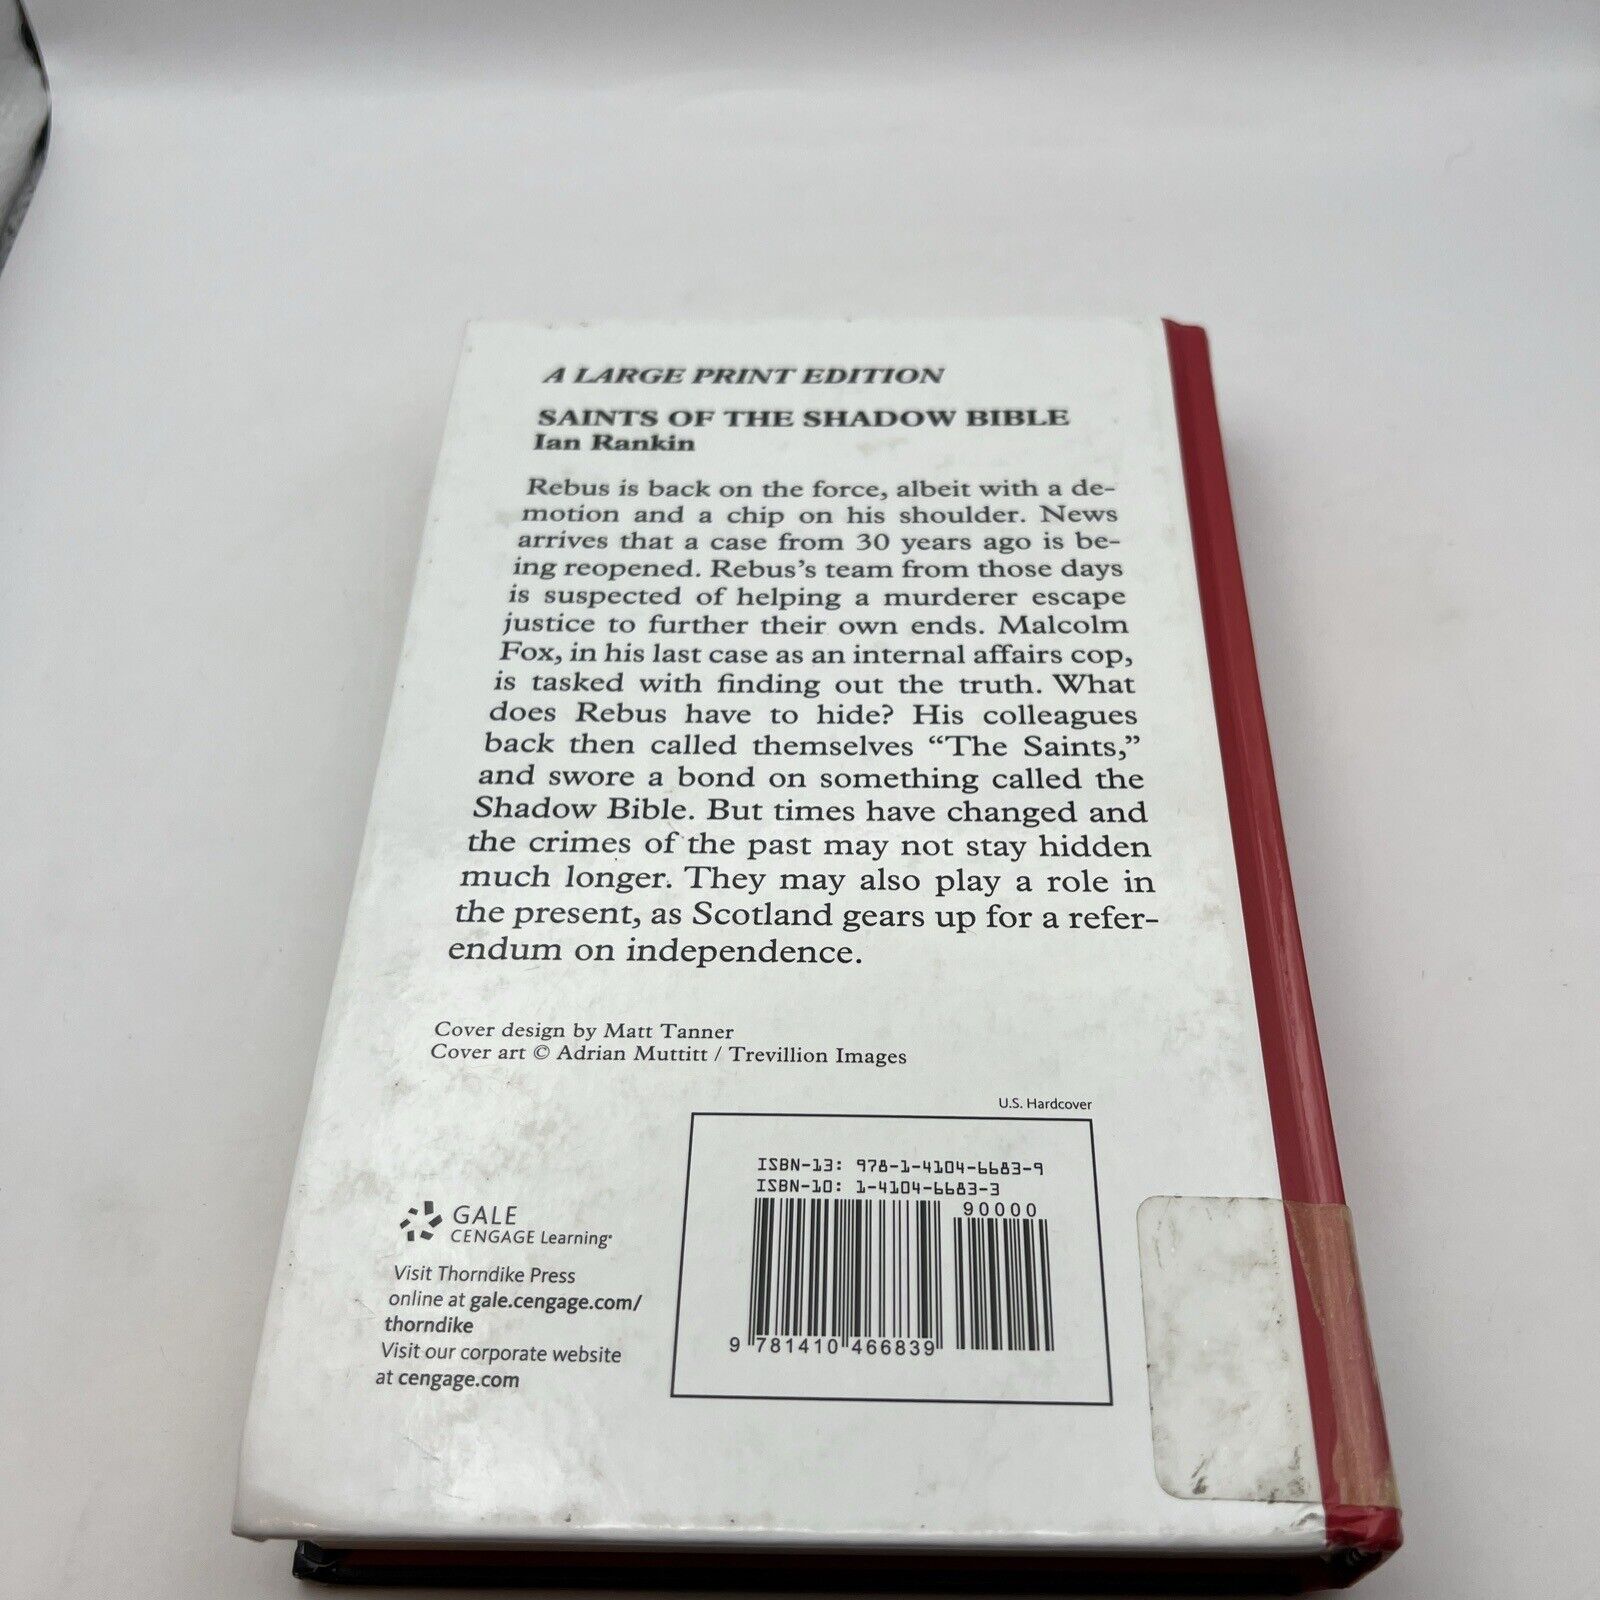 A LARGE PRINT EDITION
SAINTS OF THE SHADOW BIBLE
Ian Rankin
Rebus is back on the force, albeit with a de-
motion and a chip on his shoulder. News
arrives that a case from 30 years ago is be-
ing reopened. Rebus's team from those days
is suspected of helping a murderer escape
justice to further their own ends. Malcolm
Fox, in his last case as an internal affairs cop,
is tasked with finding out the truth. What
does Rebus have to hide? His colleagues
back then called themselves “The Saints,”
and swore a bond on something called the
Shadow Bible. But times have changed and
the crimes of the past may not stay hidden
much longer. They may also play a role in
the present, as Scotland gears up for a refer-
endum on independence.
Cover design by Matt Tanner
Cover art © Adrian Muttitt / Trevillion Images
U.S. Hardcover
ISBN-13: 978-1-4104-6683-9
ISBN-10: 1-4104-6683-3
90000
9 781410 466839
GALE
CENGAGE Learning·
Visit Thorndike Press
online at gale.cengage.com/
thorndike
Visit our corporate website
at cengage.com